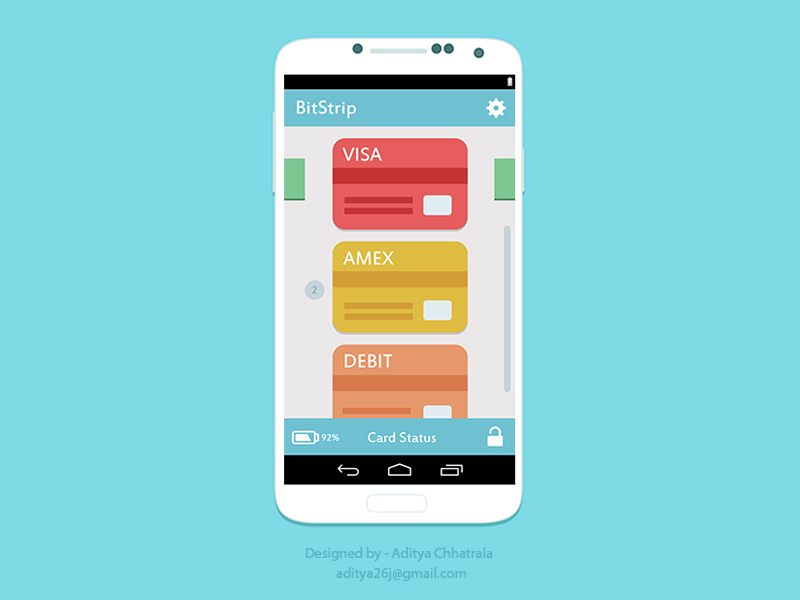 BitStrip
VISA
AMEX
2
DEBIT
92%
Card Status
Designed by - Aditya Chhatrala
aditya26j@gmail.com